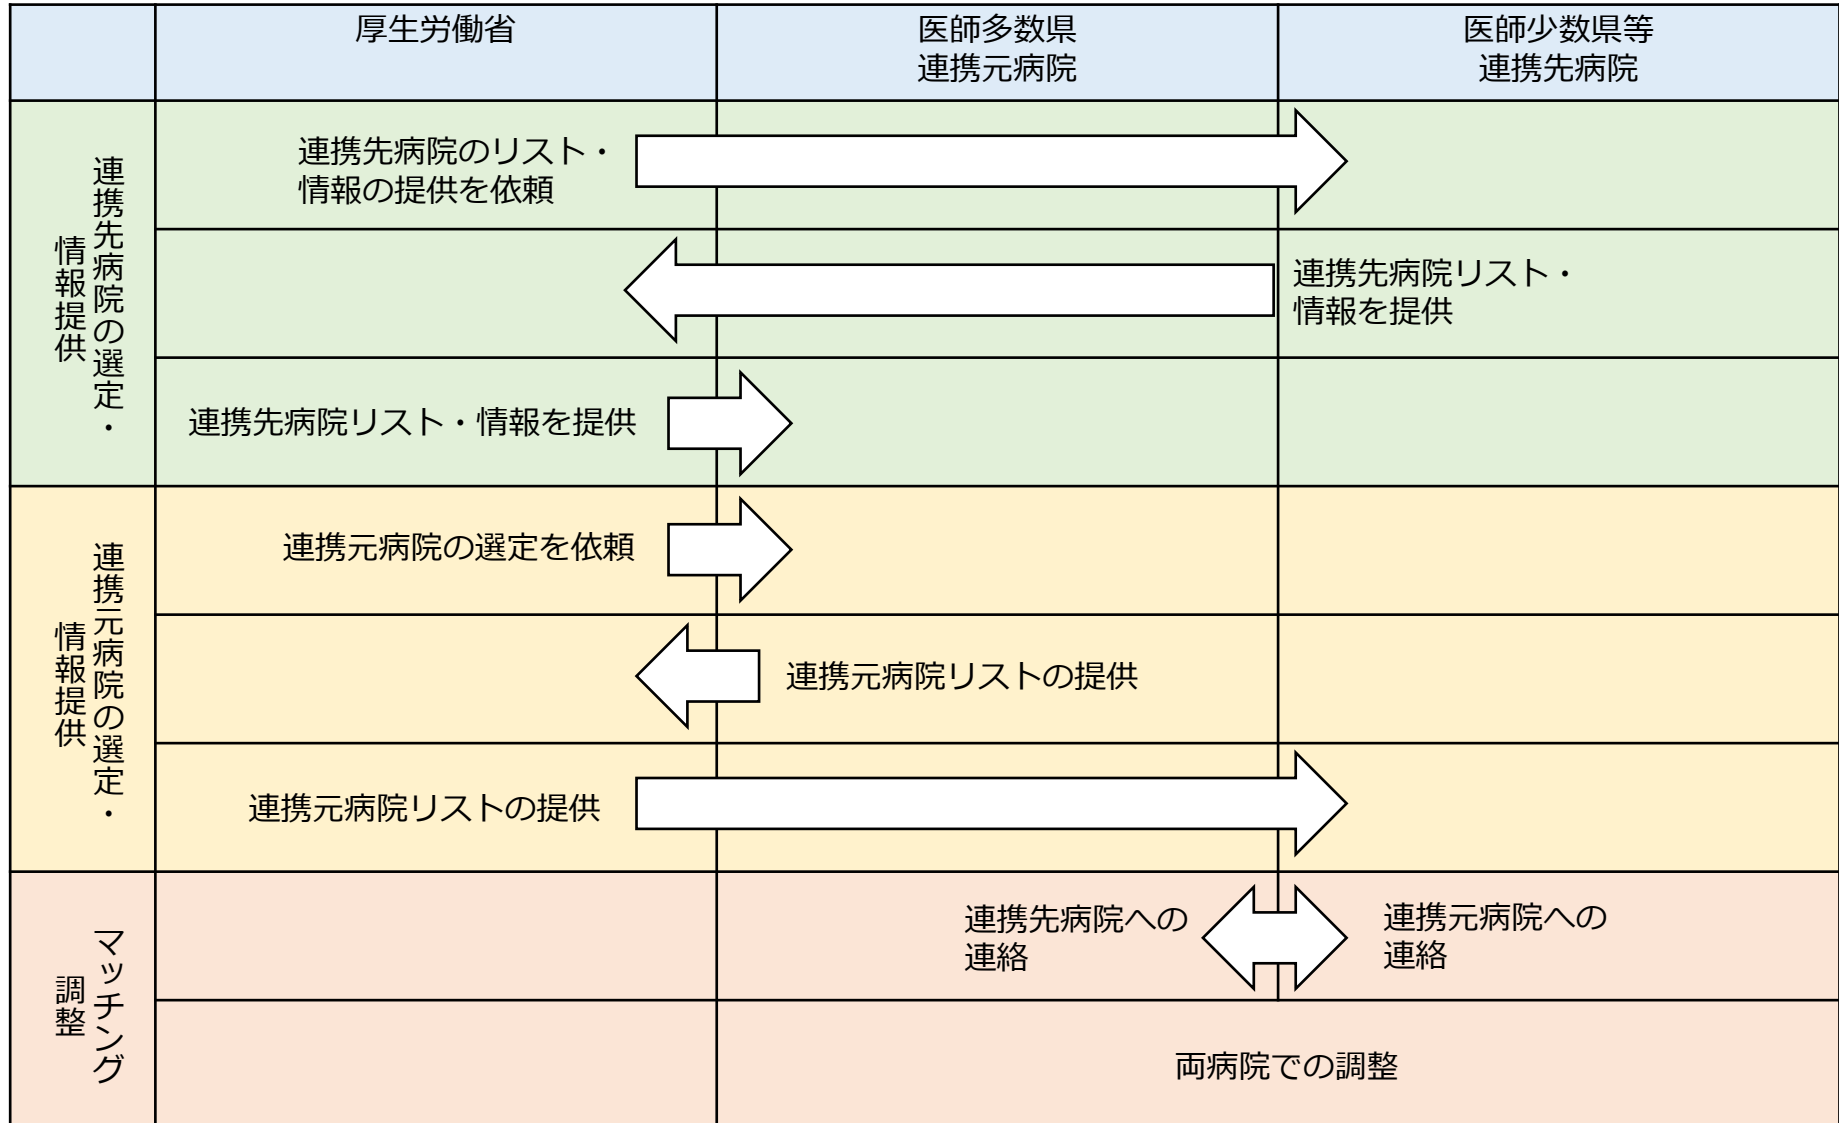 厚生労働省
医師多数県
連携元病院
医師少数県等
連携先病院
連携先病院の選定・
情報提供
連携先病院のリスト・
情報の提供を依頼
連携先病院リスト・
情報を提供
連携先病院リスト・情報を提供
連携元病院の選定・
情報提供
連携元病院の選定を依頼
連携元病院リストの提供
連携元病院リストの提供
マッチング
調整
連携先病院への
連絡
連携元病院への
連絡
両病院での調整